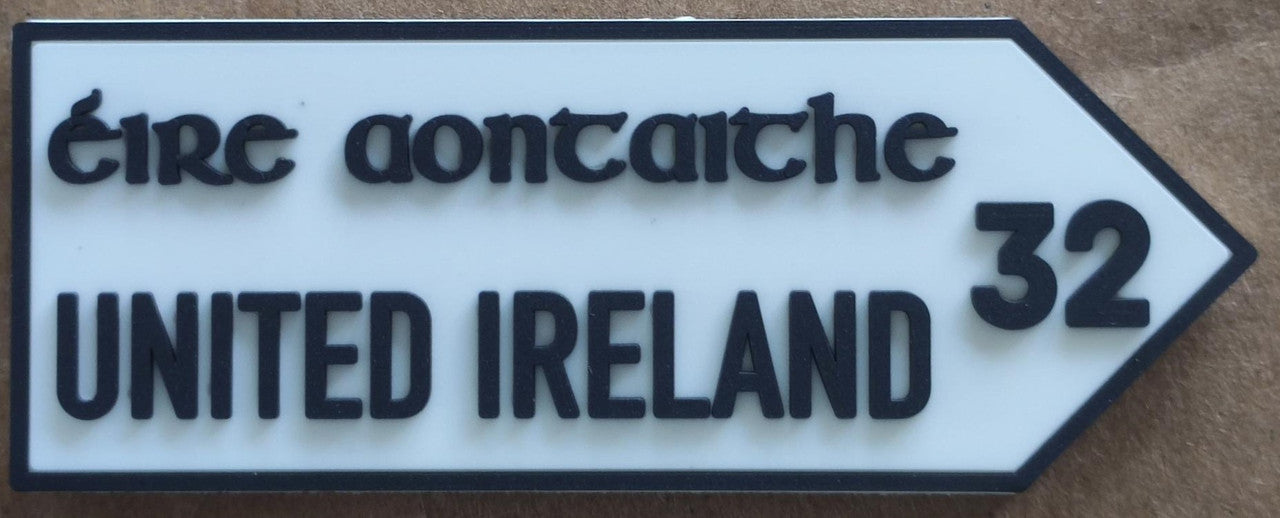 éire aontaithe
UNITED IRELAND
32